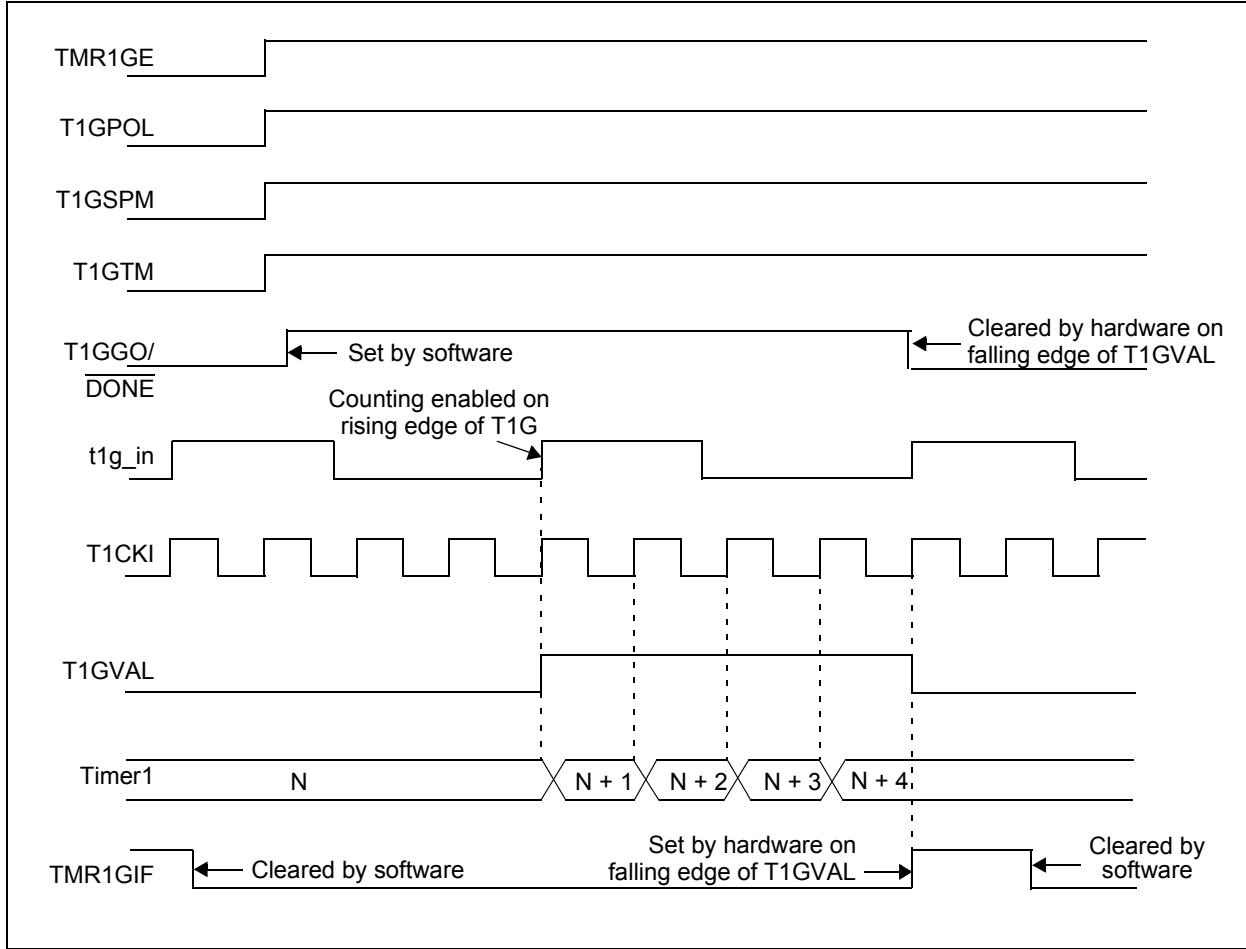 TMR1GE
T1GPOL
T1GSPM
T1GTM
T1GGO/
DONE
Set by software
Cleared by hardware on
falling edge of T1GVAL
Counting enabled on
rising edge of T1G
t1g_in
T1CKI
T1GVAL
Timer1
N
N + 1
N + 2
N + 3
N + 4
TMR1GIF
Cleared by software
Set by hardware on
falling edge of T1GVAL
Cleared by
software